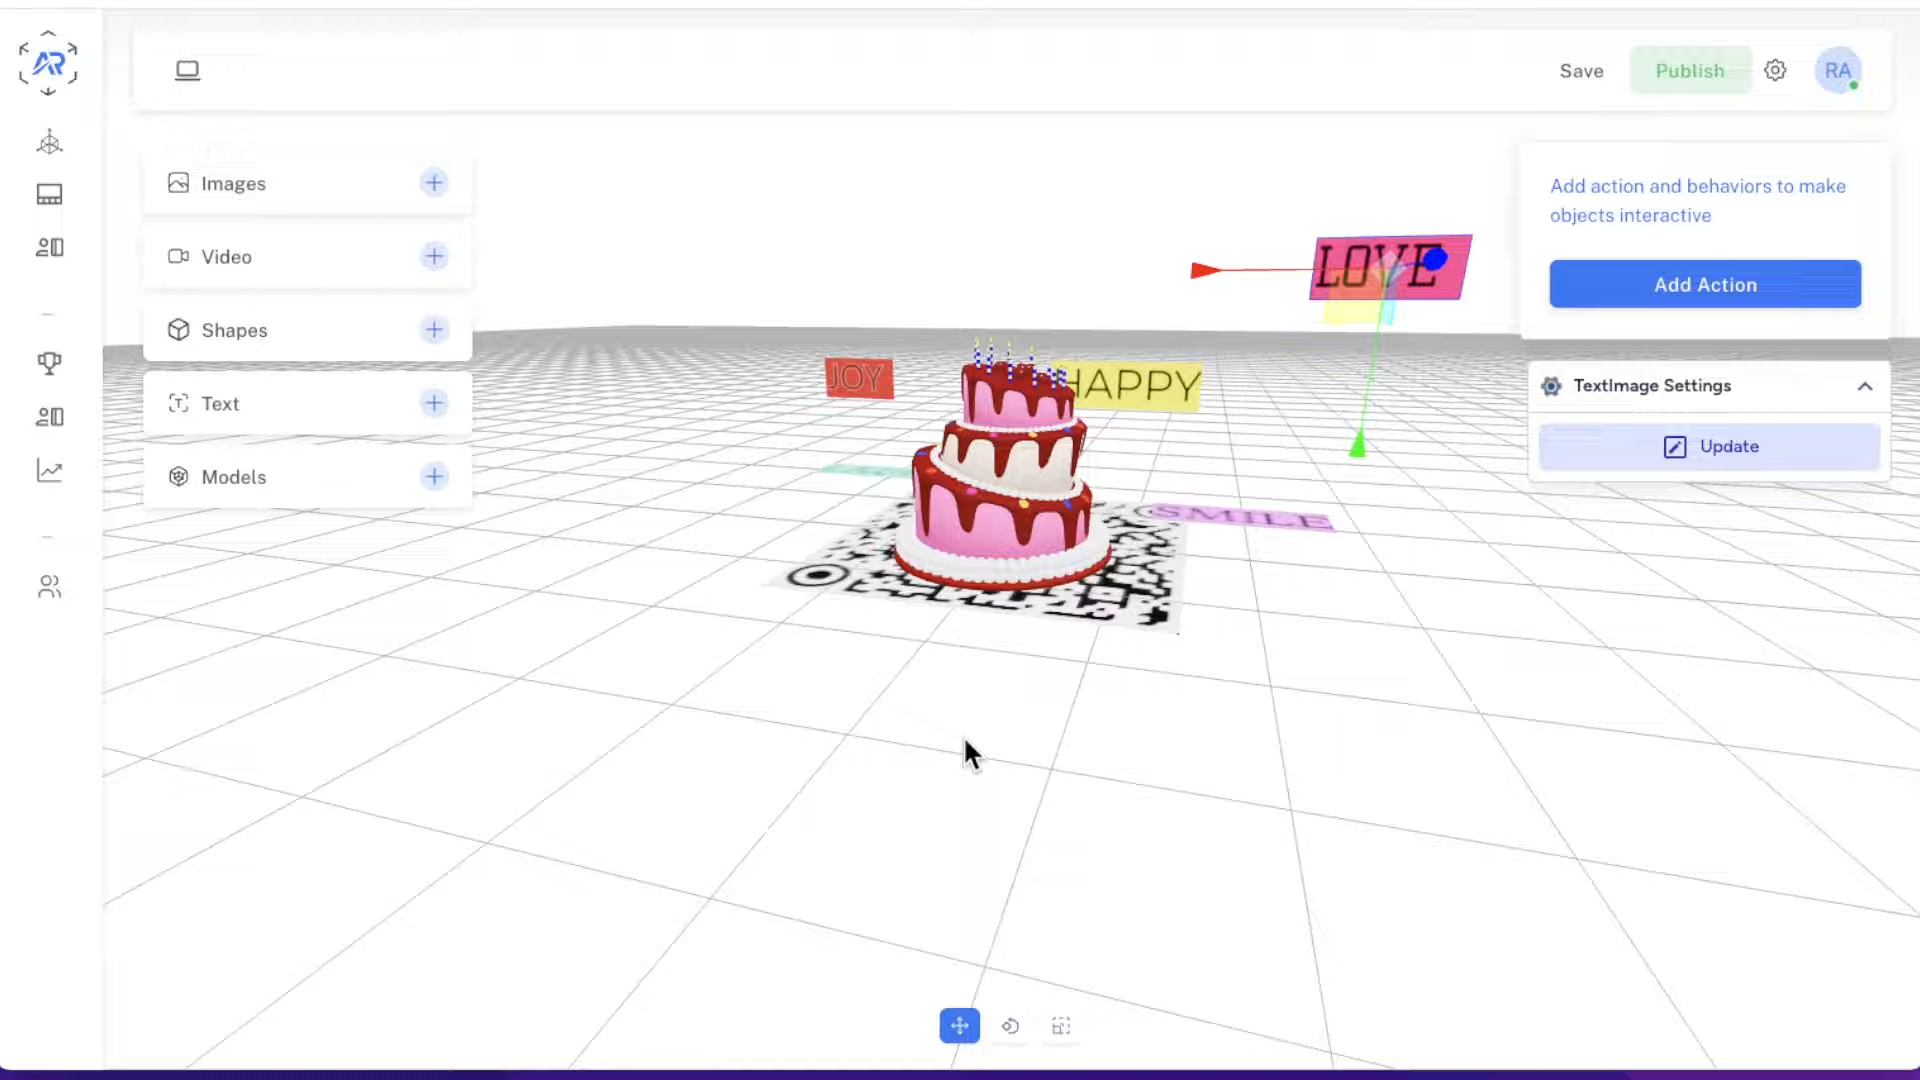 AR
Save
Publish
RA
Images
Video
Shapes
Text
Models
Add action and behaviors to make
objects interactive
Add Action
TextImage Settings
Update
LOVE
JOY
HAPPY
SMILE